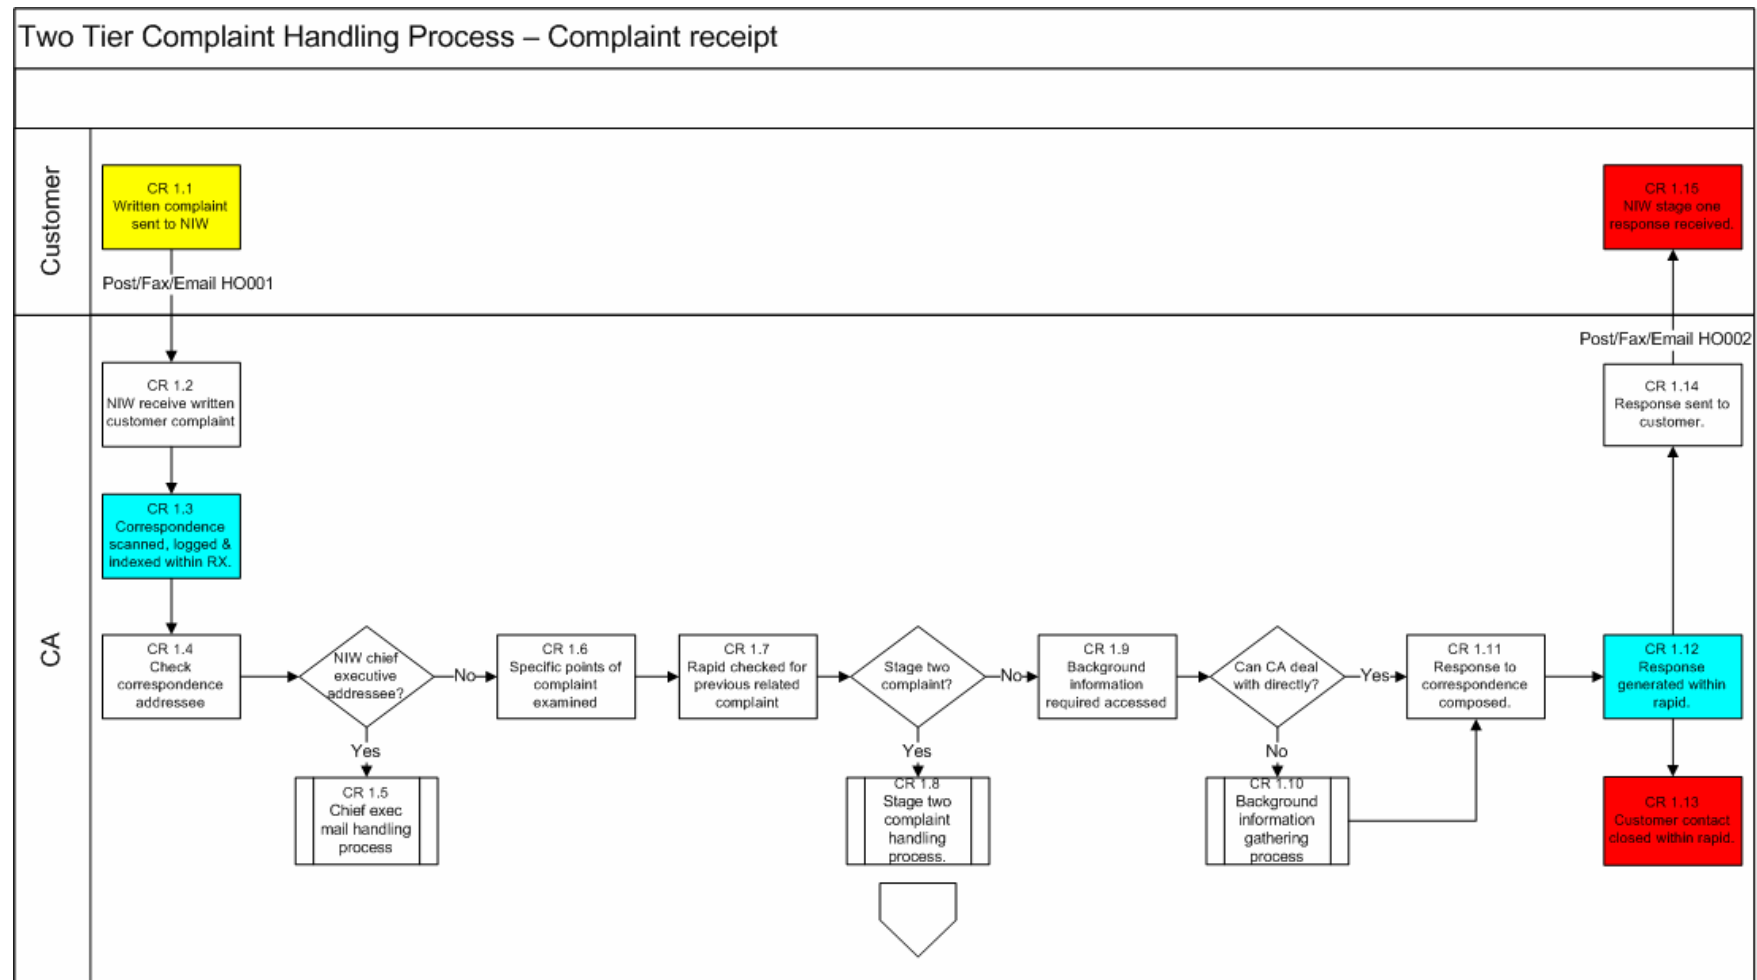 Two Tier Complaint Handling Process – Complaint receipt
Customer
CR 1.1
Written complaint
sent to NIW
Post/Fax/Email HO001
CR 1.15
NIW stage one
response received.
CA
Post/Fax/Email HO002
CR 1.2
NIW receive written
customer complaint
CR 1.14
Response sent to
customer.
CR 1.3
Correspondence
scanned, logged &
indexed within RX.
CR 1.4
Check
correspondence
addressee
NIW chief
executive
addressee?
No
Yes
CR 1.5
Chief exec
mail handling
process
CR 1.6
Specific points of
complaint
examined
CR 1.7
Rapid checked for
previous related
complaint
Stage two
complaint?
No
Yes
CR 1.8
Stage two
complaint
handling
process.
CR 1.9
Background
information
required accessed
Can CA deal
with directly?
Yes
No
CR 1.10
Background
information
gathering
process
CR 1.11
Response to
correspondence
composed.
CR 1.12
Response
generated within
rapid.
CR 1.13
Customer contact
closed within rapid.